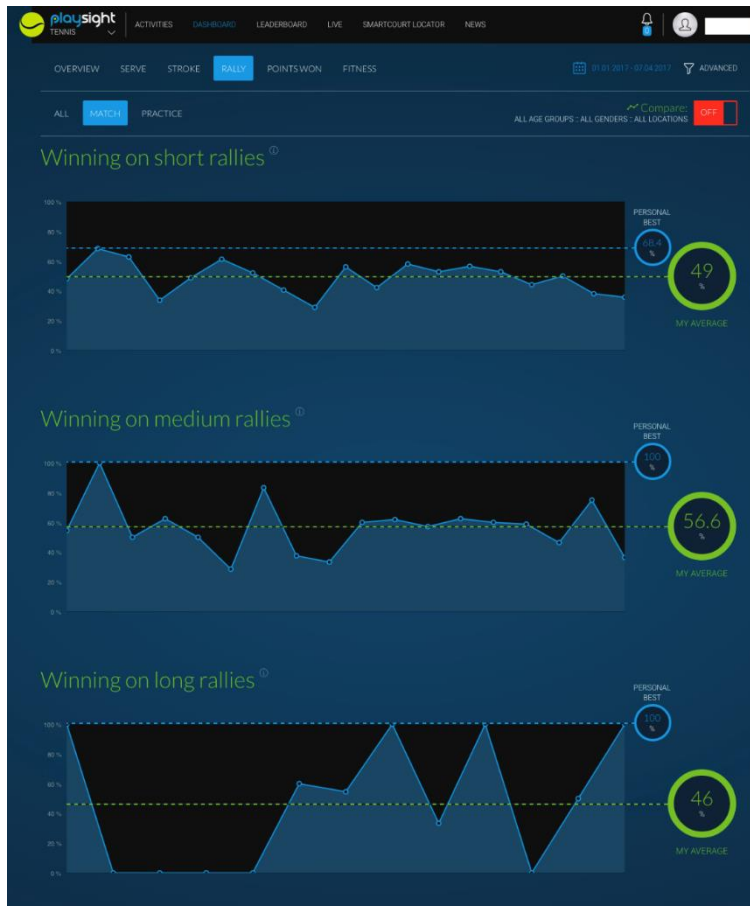 playsight
TENNIS
ACTIVITIES DASHBOARD LEADERBOARD LIVE SMARTCOURT LOCATOR NEWS
0
OVERVIEW SERVE STROKE RALLY POINTS WON FITNESS
01.01.2017 - 07.04.2017 ADVANCED
ALL MATCH PRACTICE
Compare:
ALL AGE GROUPS :: ALL GENDERS :: ALL LOCATIONS
OFF
Winning on short rallies
100 %
80 %
60 %
40 %
20 %
0 %
PERSONAL
BEST
68.4
%
49
%
MY AVERAGE
Winning on medium rallies
100 %
80 %
60 %
40 %
20 %
0 %
PERSONAL
BEST
100
%
56.6
%
MY AVERAGE
Winning on long rallies
100 %
80 %
60 %
40 %
20 %
0 %
PERSONAL
BEST
100
%
46
%
MY AVERAGE